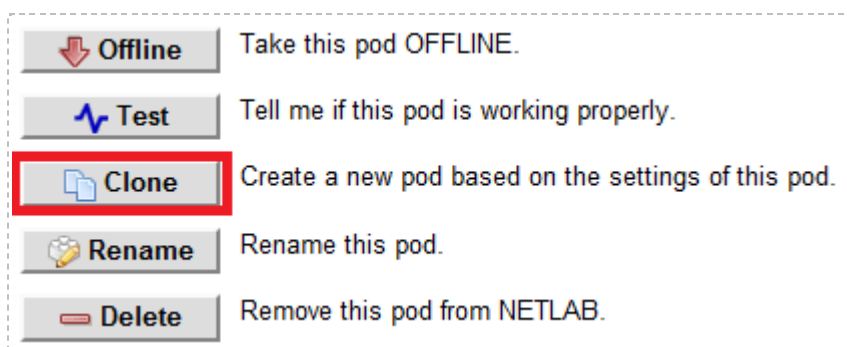 Offline Take this pod OFFLINE.
Test Tell me if this pod is working properly.
Clone Create a new pod based on the settings of this pod.
Rename Rename this pod.
Delete Remove this pod from NETLAB.